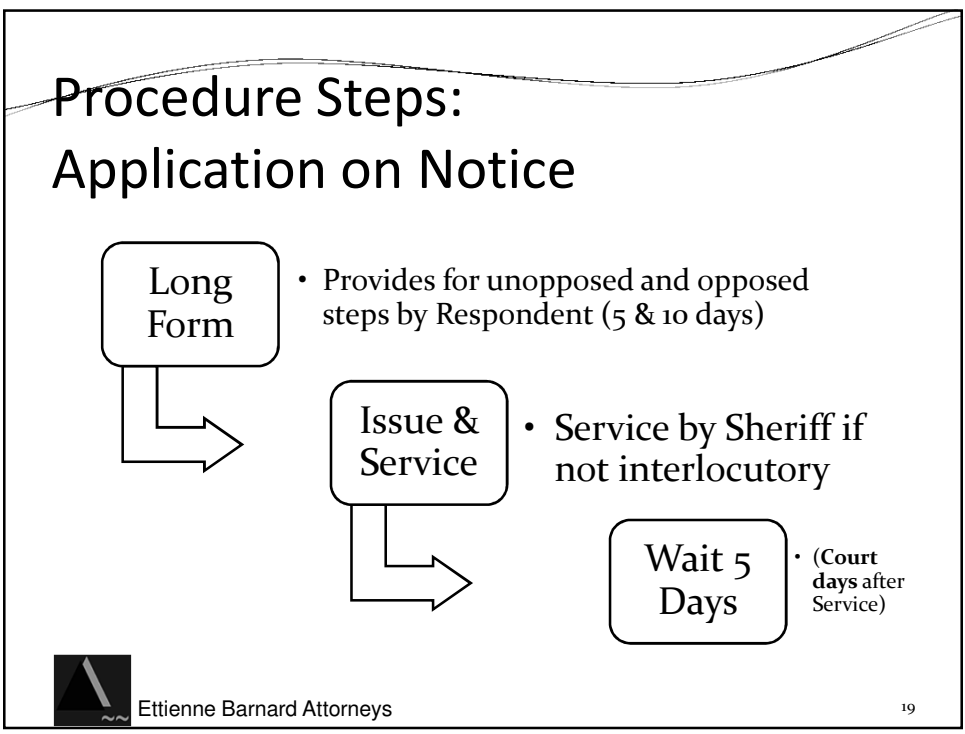 Procedure Steps:
Application on Notice
Long
Form
• Provides for unopposed and opposed
steps by Respondent (5 & 10 days)
Issue &
Service
• Service by Sheriff if
not interlocutory
Wait 5
Days
• (Court
days after
Service)
~~
Ettienne Barnard Attorneys
19